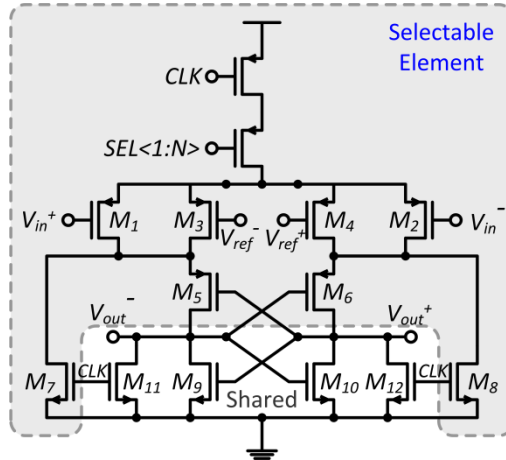 Selectable
Element
CLK
SEL<1:N>
Vin+ M1 M3 Vref- Vref+ M4 M2 Vin-
M5 M6
Vout- Vout+
M7 CLK M11 M9 M10 M12 CLK M8
Shared